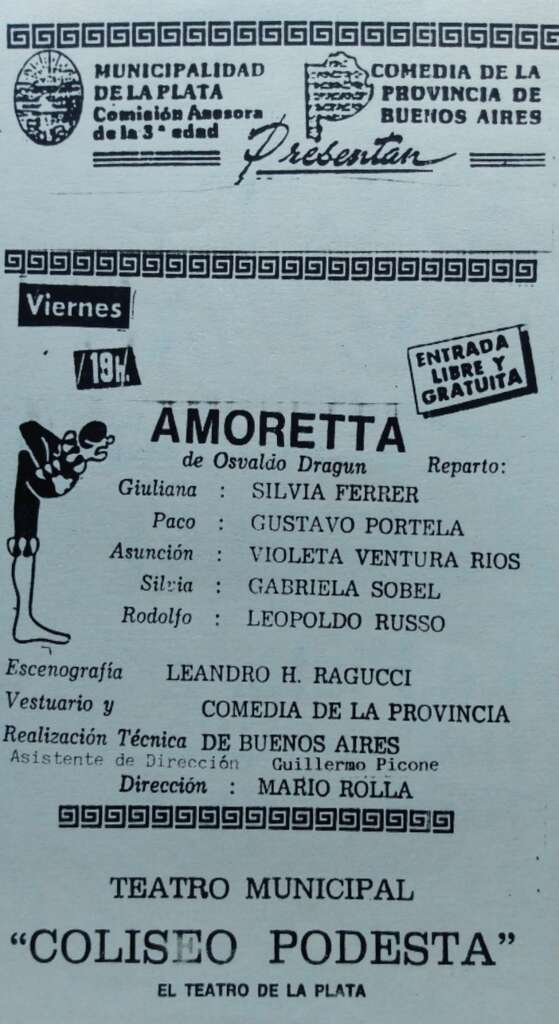 MUNICIPALIDAD
DE LA PLATA
Comisión Asesora
de la 3ª edad
COMEDIA DE LA
PROVINCIA DE
BUENOS AIRES
Presentan
Viernes
19H.
ENTRADA
LIBRE Y
GRATUITA
AMORETTA
de Osvaldo Dragun Reparto:
Giuliana : SILVIA FERRER
Paco : GUSTAVO PORTELA
Asunción : VIOLETA VENTURA RIOS
Silvia : GABRIELA SOBEL
Rodolfo : LEOPOLDO RUSSO
Escenografía LEANDRO H. RAGUCCI
Vestuario y COMEDIA DE LA PROVINCIA
Realización Técnica DE BUENOS AIRES
Asistente de Dirección Guillermo Picone
Dirección : MARIO ROLLA
TEATRO MUNICIPAL
"COLISEO PODESTA"
EL TEATRO DE LA PLATA